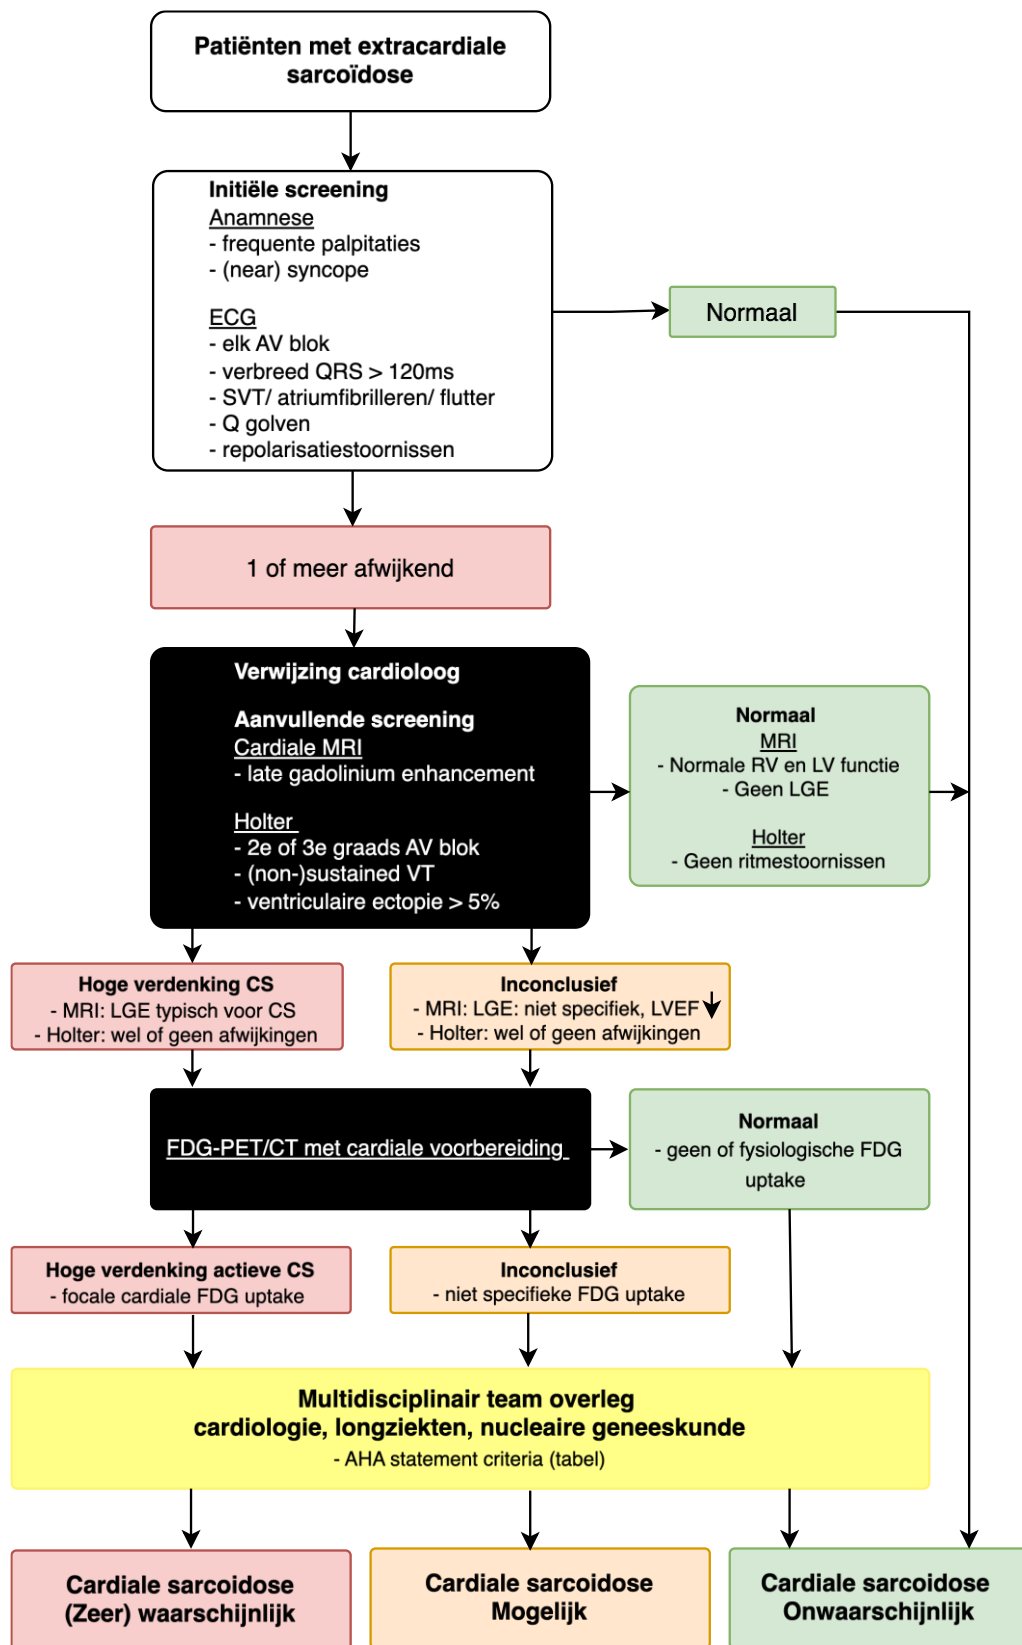 Patiënten met extracardiale
sarcoïdose
Initiële screening
Anamnese
- frequente palpitaties
- (near) syncope
ECG
- elk AV blok
- verbreed QRS > 120ms
- SVT/ atriumfibrilleren/ flutter
- Q golven
- repolarisatiestoornissen
Normaal
1 of meer afwijkend
Verwijzing cardioloog
Aanvullende screening
Cardiale MRI
- late gadolinium enhancement
Holter
- 2e of 3e graads AV blok
- (non-)sustained VT
- ventriculaire ectopie > 5%
Normaal
MRI
- Normale RV en LV functie
- Geen LGE
Holter
- Geen ritmestoornissen
Hoge verdenking CS
- MRI: LGE typisch voor CS
- Holter: wel of geen afwijkingen
Inconclusief
- MRI: LGE: niet specifiek, LVEF
- Holter: wel of geen afwijkingen
FDG-PET/CT met cardiale voorbereiding
Normaal
- geen of fysiologische FDG
uptake
Hoge verdenking actieve CS
- focale cardiale FDG uptake
Inconclusief
- niet specifieke FDG uptake
Multidisciplinair team overleg
cardiologie, longziekten, nucleaire geneeskunde
- AHA statement criteria (tabel)
Cardiale sarcoidose
(Zeer) waarschijnlijk
Cardiale sarcoidose
Mogelijk
Cardiale sarcoidose
Onwaarschijnlijk